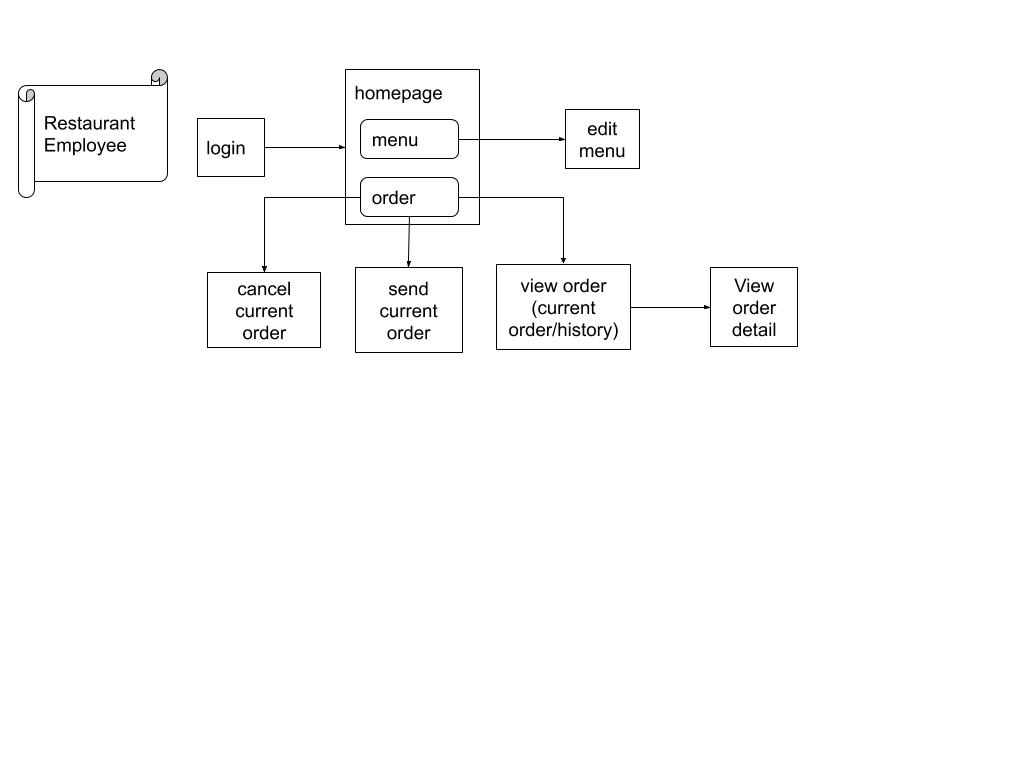 Restaurant
Employee
login
homepage
menu
order
edit
menu
cancel
current
order
send
current
order
view order
(current
order/history)
View
order
detail